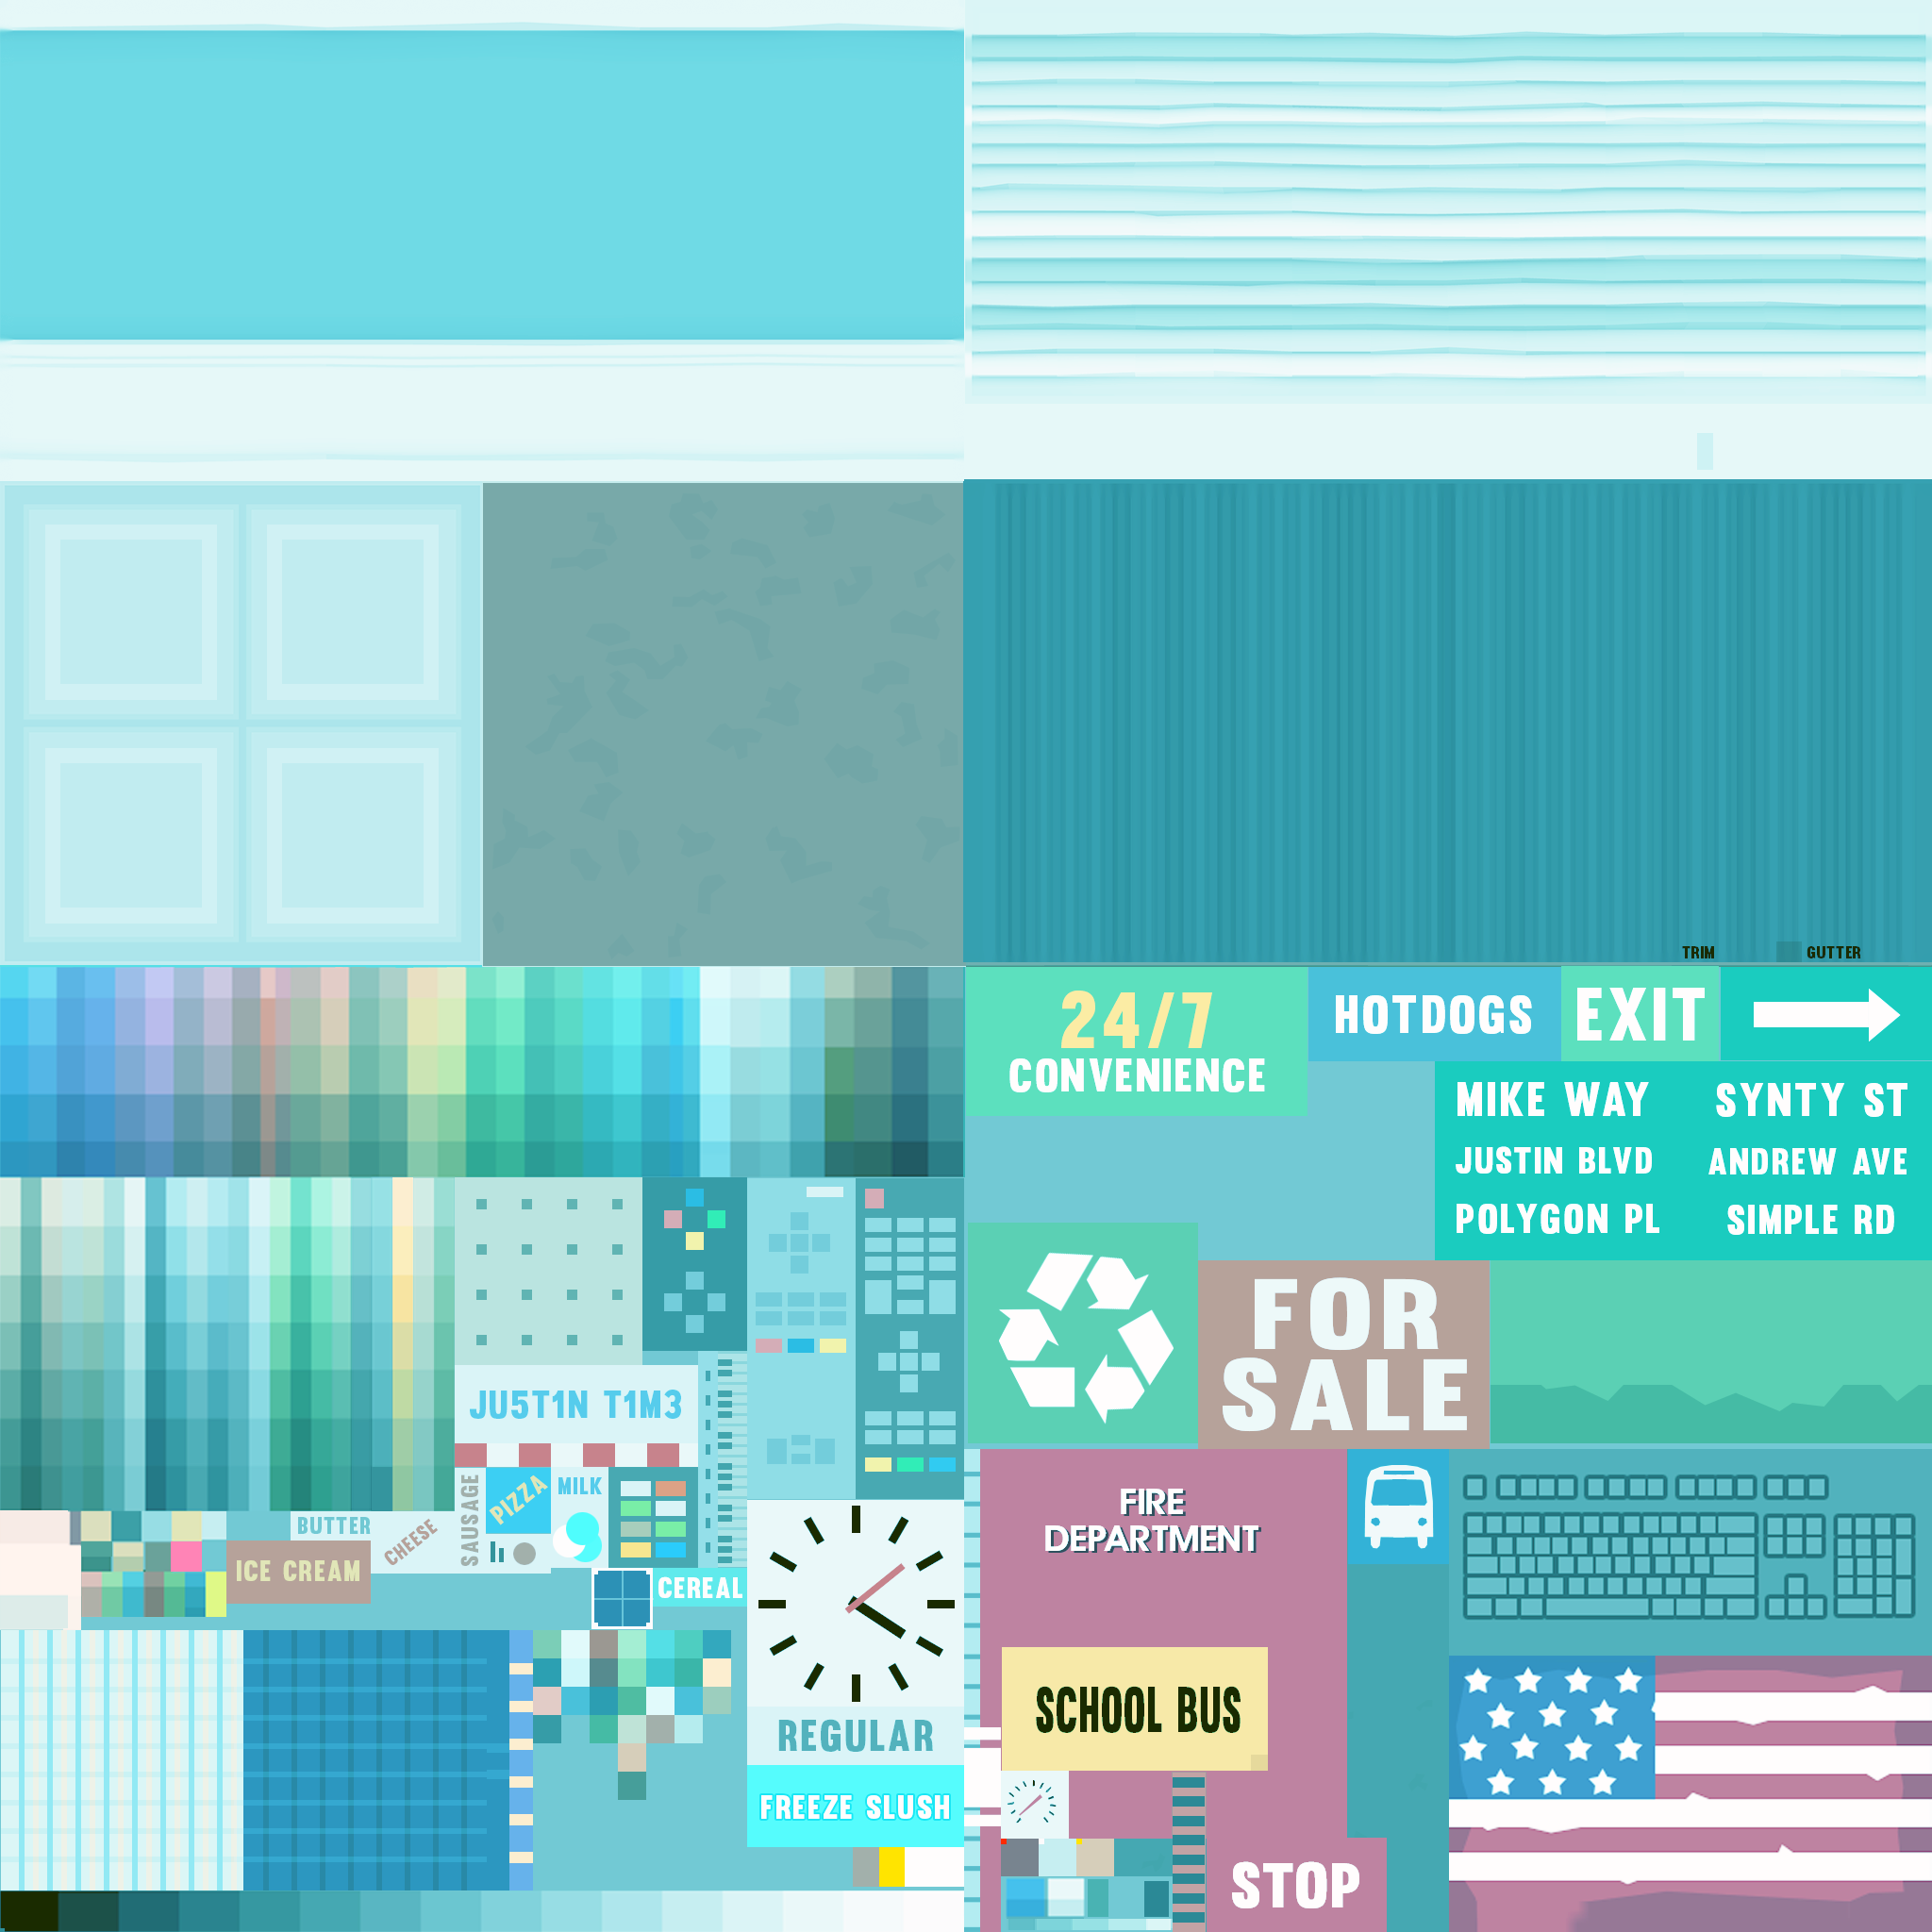 TRIM
GUTTER
24/7
CONVENIENCE
HOTDOGS
EXIT
MIKE WAY
SYNTY ST
JUSTIN BLVD
ANDREW AVE
POLYGON PL
SIMPLE RD
FOR
SALE
JU5T1N T1M3
SAUSAGE
PIZZA
MILK
BUTTER
CHEESE
ICE CREAM
CEREAL
REGULAR
FREEZE SLUSH
FIRE
DEPARTMENT
SCHOOL BUS
STOP